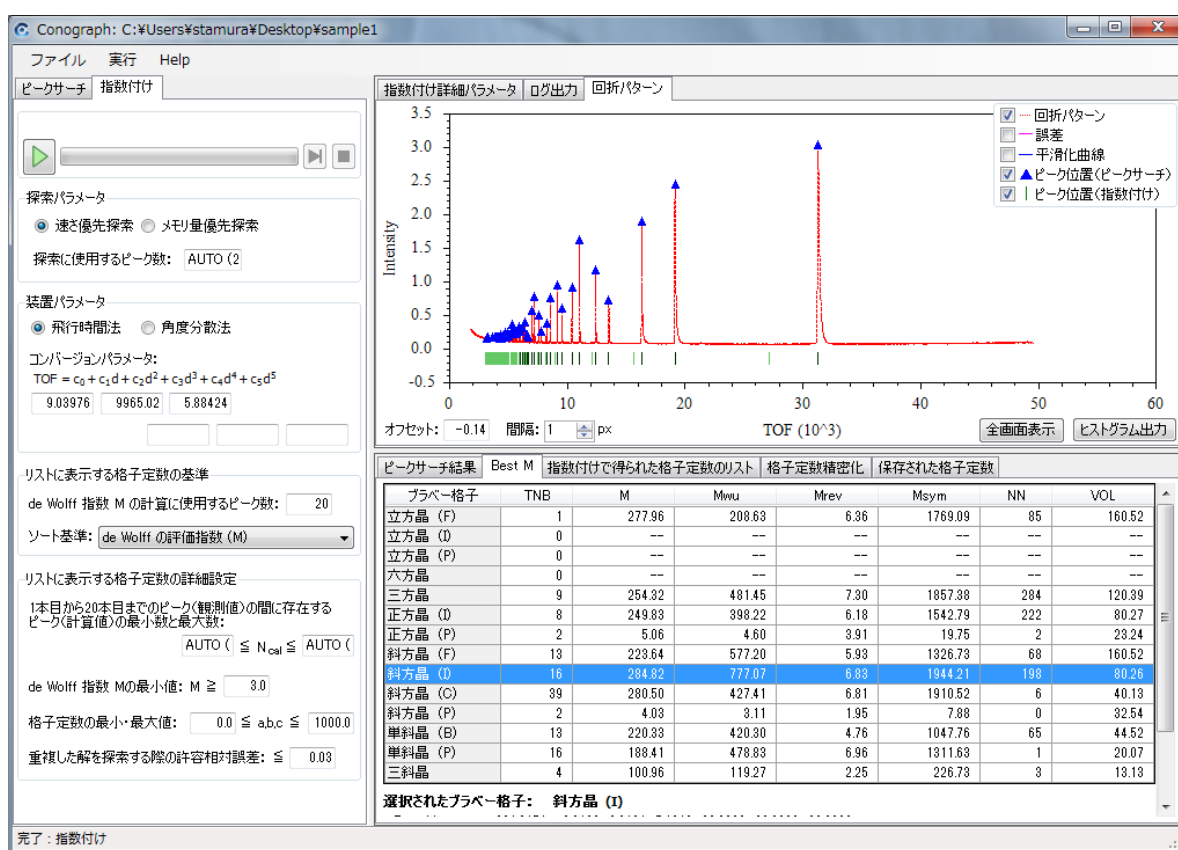 Conograph: C:¥Users¥stamura¥Desktop¥sample1
ファイル 実行 Help
ピークサーチ 指数付け
探索パラメータ
速さ優先探索 メモリ量優先探索
探索に使用するピーク数: AUTO (2
装置パラメータ
飛行時間法 角度分散法
コンバージョンパラメータ:
TOF = c₀ + c₁d + c₂d² + c₃d³ + c₄d⁴ + c₅d⁵
9.03976 9965.02 5.88424
リストに表示する格子定数の基準
de Wolff 指数 M の計算に使用するピーク数: 20
ソート基準: de Wolff の評価指数 (M)
リストに表示する格子定数の詳細設定
1本目から20本目までのピーク(観測値)の間に存在する
ピーク(計算値)の最小数と最大数:
AUTO ( ≦ Ncal ≦ AUTO (
de Wolff 指数 Mの最小値: M ≧ 3.0
格子定数の最小・最大値: 0.0 ≦ a,b,c ≦ 1000.0
重複した解を探索する際の許容相対誤差: ≦ 0.03
指数付け詳細パラメータ ログ出力 回折パターン
3.5
3.0
2.5
2.0
1.5
1.0
0.5
0.0
-0.5
Intensity
回折パターン
誤差
平滑化曲線
ピーク位置(ピークサーチ)
ピーク位置(指数付け)
0 10 20 30 40 50 60
オフセット: -0.14 間隔: 1 px TOF (10^3) 全画面表示 ヒストグラム出力
ピークサーチ結果 Best M 指数付けで得られた格子定数のリスト 格子定数精密化 保存された格子定数
ブラベー格子 TNB M Mwu Mrev Msym NN VOL
立方晶 (F) 1 277.96 208.63 6.36 1769.09 85 160.52
立方晶 (I) 0 -- -- -- -- -- --
立方晶 (P) 0 -- -- -- -- -- --
六方晶 0 -- -- -- -- -- --
三方晶 9 254.32 481.45 7.30 1857.38 284 120.39
正方晶 (I) 8 249.83 398.22 6.18 1542.79 222 80.27
正方晶 (P) 2 5.06 4.60 3.91 19.75 2 23.24
斜方晶 (F) 13 223.64 577.20 5.93 1326.73 68 160.52
斜方晶 (I) 16 284.82 777.07 6.83 1944.21 198 80.26
斜方晶 (C) 39 280.50 427.41 6.81 1910.52 6 40.13
斜方晶 (P) 2 4.03 3.11 1.95 7.88 0 32.54
単斜晶 (B) 13 220.33 420.30 4.76 1047.76 65 44.52
単斜晶 (P) 16 188.41 478.83 6.96 1311.63 1 20.07
三斜晶 4 100.96 119.27 2.25 226.73 3 13.13
選択されたブラベー格子: 斜方晶 (I)
完了 : 指数付け